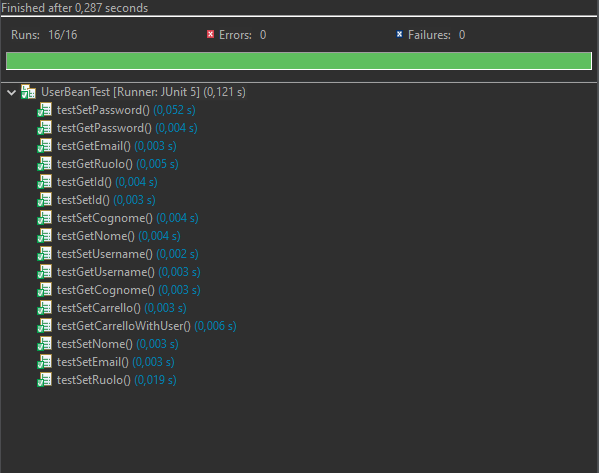 Finished after 0,287 seconds
Runs: 16/16 Errors: 0 Failures: 0
UserBeanTest [Runner: JUnit 5] (0,121 s)
testSetPassword() (0,052 s)
testGetPassword() (0,004 s)
testGetEmail() (0,003 s)
testGetRuolo() (0,005 s)
testGetId() (0,004 s)
testSetId() (0,003 s)
testSetCognome() (0,004 s)
testGetNome() (0,004 s)
testSetUsername() (0,002 s)
testGetUsername() (0,003 s)
testGetCognome() (0,003 s)
testSetCarrello() (0,003 s)
testGetCarrelloWithUser() (0,006 s)
testSetNome() (0,003 s)
testSetEmail() (0,003 s)
testSetRuolo() (0,019 s)